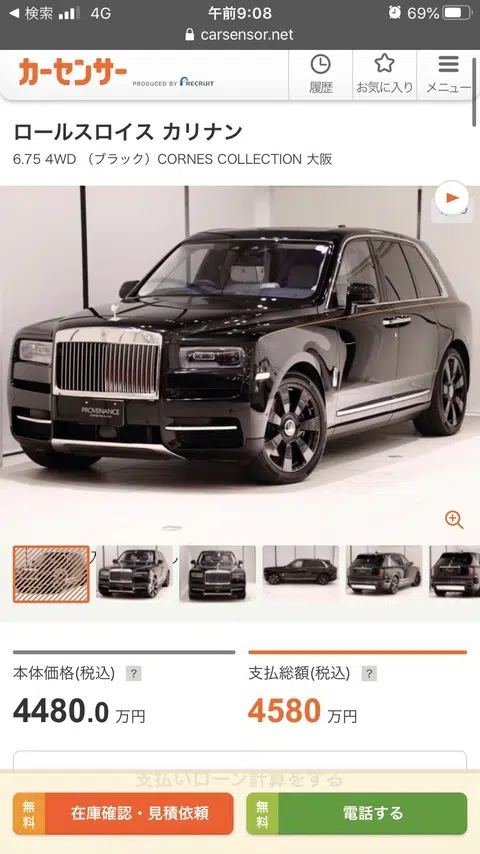 検索 4G 午前9:08 69%
carsensor.net
カーセンサー PRODUCED BY RECRUIT
履歴 お気に入り メニュー
ロールスロイス カリナン
6.75 4WD （ブラック）CORNES COLLECTION 大阪
PROVENANCE
本体価格(税込) ? 支払総額(税込) ?
4480.0 万円 4580 万円
支払いローン計算をする
無料 在庫確認・見積依頼 無料 電話する